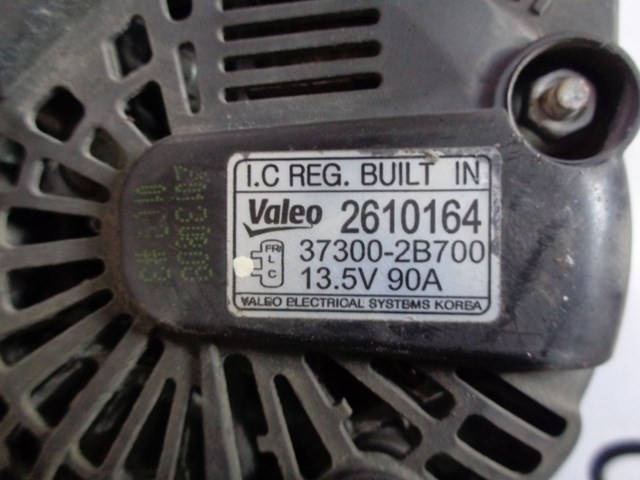 I.C REG. BUILT IN
Valeo 2610164
FR 37300-2B700
L
C 13.5V 90A
VALEO ELECTRICAL SYSTEMS KOREA